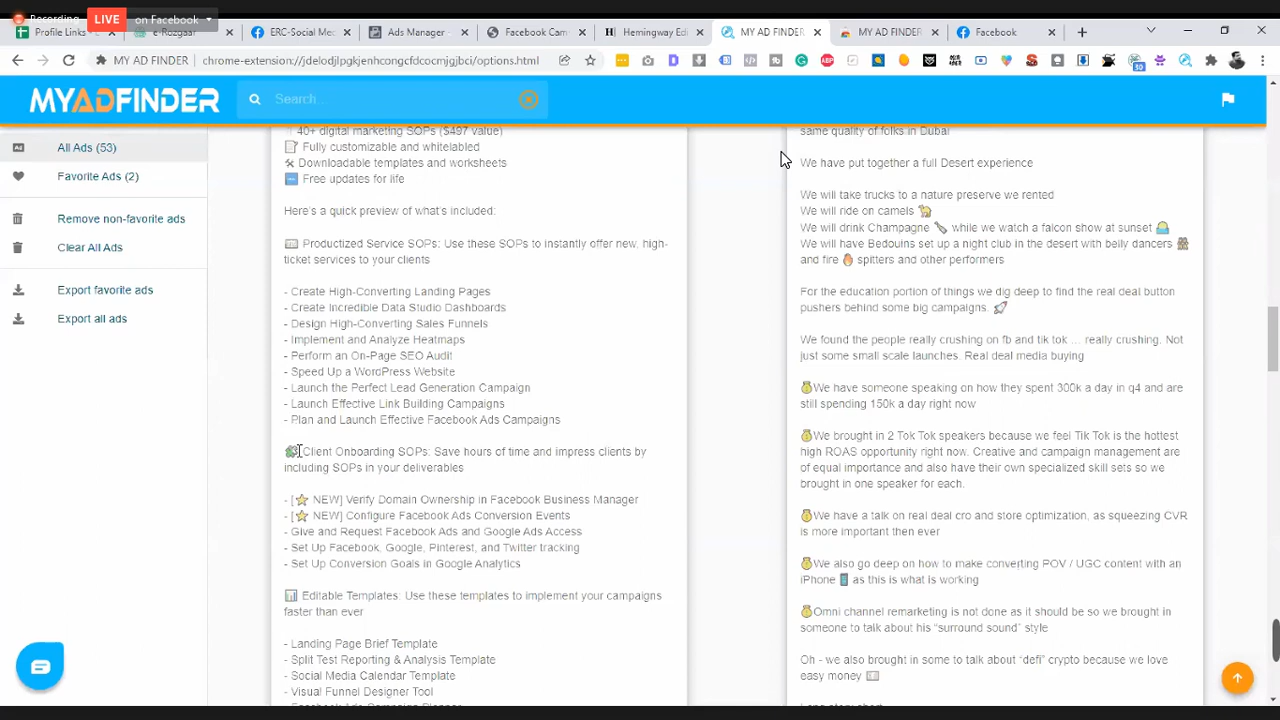 Recording
LIVE
on Facebook
Profile Links
e-Rozgaar
ERC-Social Med
Ads Manager -
Facebook Cam
Hemingway Edi
MY AD FINDER
MY AD FINDER
Facebook
MY AD FINDER
chrome-extension://jdelodjlpgkjenhcongcfdcocmjgjbci/options.html
30
MYADFINDER
Search...
All Ads (53)
Favorite Ads (2)
Remove non-favorite ads
Clear All Ads
Export favorite ads
Export all ads
40+ digital marketing SOPs ($497 value)
Fully customizable and whitelabled
Downloadable templates and worksheets
Free updates for life
Here's a quick preview of what's included:
Productized Service SOPs: Use these SOPs to instantly offer new, high-
ticket services to your clients
- Create High-Converting Landing Pages
- Create Incredible Data Studio Dashboards
- Design High-Converting Sales Funnels
- Implement and Analyze Heatmaps
- Perform an On-Page SEO Audit
- Speed Up a WordPress Website
- Launch the Perfect Lead Generation Campaign
- Launch Effective Link Building Campaigns
- Plan and Launch Effective Facebook Ads Campaigns
Client Onboarding SOPs: Save hours of time and impress clients by
including SOPs in your deliverables
- [⭐ NEW] Verify Domain Ownership in Facebook Business Manager
- [⭐ NEW] Configure Facebook Ads Conversion Events
- Give and Request Facebook Ads and Google Ads Access
- Set Up Facebook, Google, Pinterest, and Twitter tracking
- Set Up Conversion Goals in Google Analytics
Editable Templates: Use these templates to implement your campaigns
faster than ever
- Landing Page Brief Template
- Split Test Reporting & Analysis Template
- Social Media Calendar Template
- Visual Funnel Designer Tool
- Facebook Ads Campaign Planner
same quality of folks in Dubai
We have put together a full Desert experience
We will take trucks to a nature preserve we rented
We will ride on camels 🐪
We will drink Champagne 🍾 while we watch a falcon show at sunset 🌅
We will have Bedouins set up a night club in the desert with belly dancers 👯
and fire 🔥 spitters and other performers
For the education portion of things we dig deep to find the real deal button
pushers behind some big campaigns. 🚀
We found the people really crushing on fb and tik tok ... really crushing. Not
just some small scale launches. Real deal media buying
💰We have someone speaking on how they spent 300k a day in q4 and are
still spending 150k a day right now
💰We brought in 2 Tok Tok speakers because we feel Tik Tok is the hottest
high ROAS opportunity right now. Creative and campaign management are
of equal importance and also have their own specialized skill sets so we
brought in one speaker for each.
💰We have a talk on real deal cro and store optimization, as squeezing CVR
is more important then ever
💰We also go deep on how to make converting POV / UGC content with an
iPhone 📱 as this is what is working
💰Omni channel remarketing is not done as it should be so we brought in
someone to talk about his "surround sound" style
Oh - we also brought in some to talk about "defi" crypto because we love
easy money 💵
Long story short